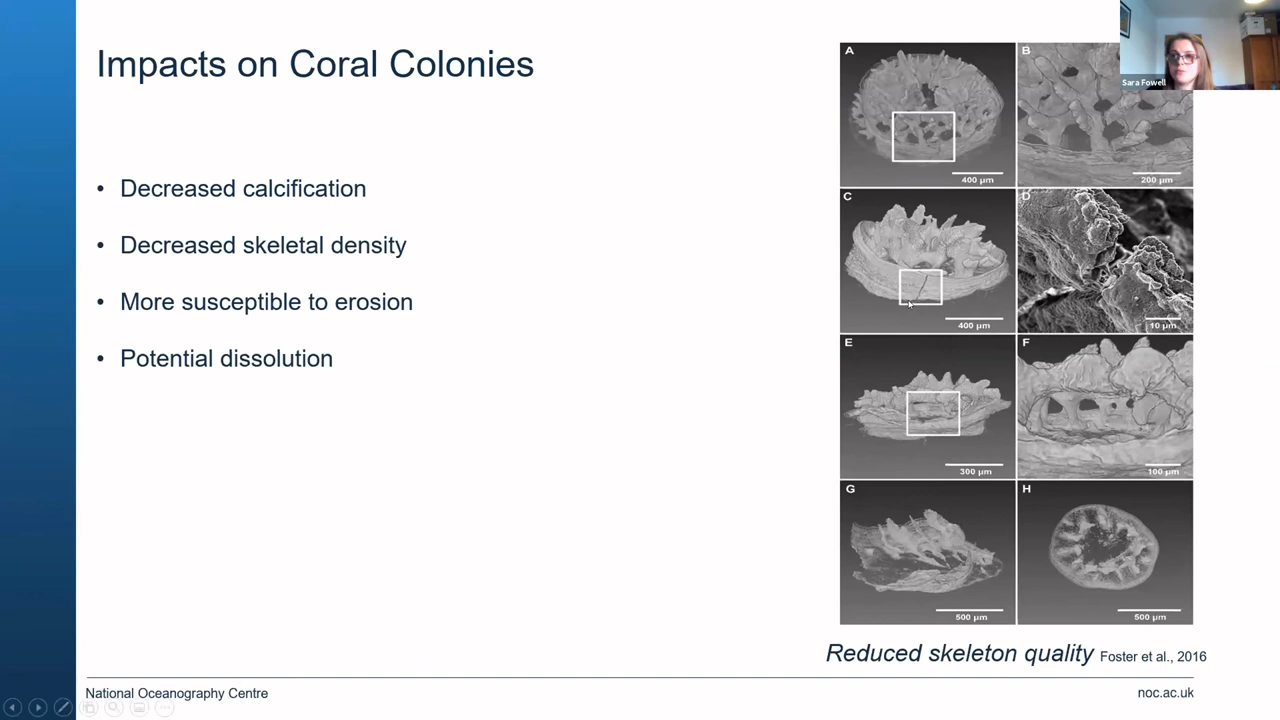 Impacts on Coral Colonies
• Decreased calcification
• Decreased skeletal density
• More susceptible to erosion
• Potential dissolution
A
400 µm
B
200 µm
C
400 µm
D
10 µm
E
300 µm
F
100 µm
G
500 µm
H
500 µm
Sara Fowell
Reduced skeleton quality Foster et al., 2016
National Oceanography Centre
noc.ac.uk